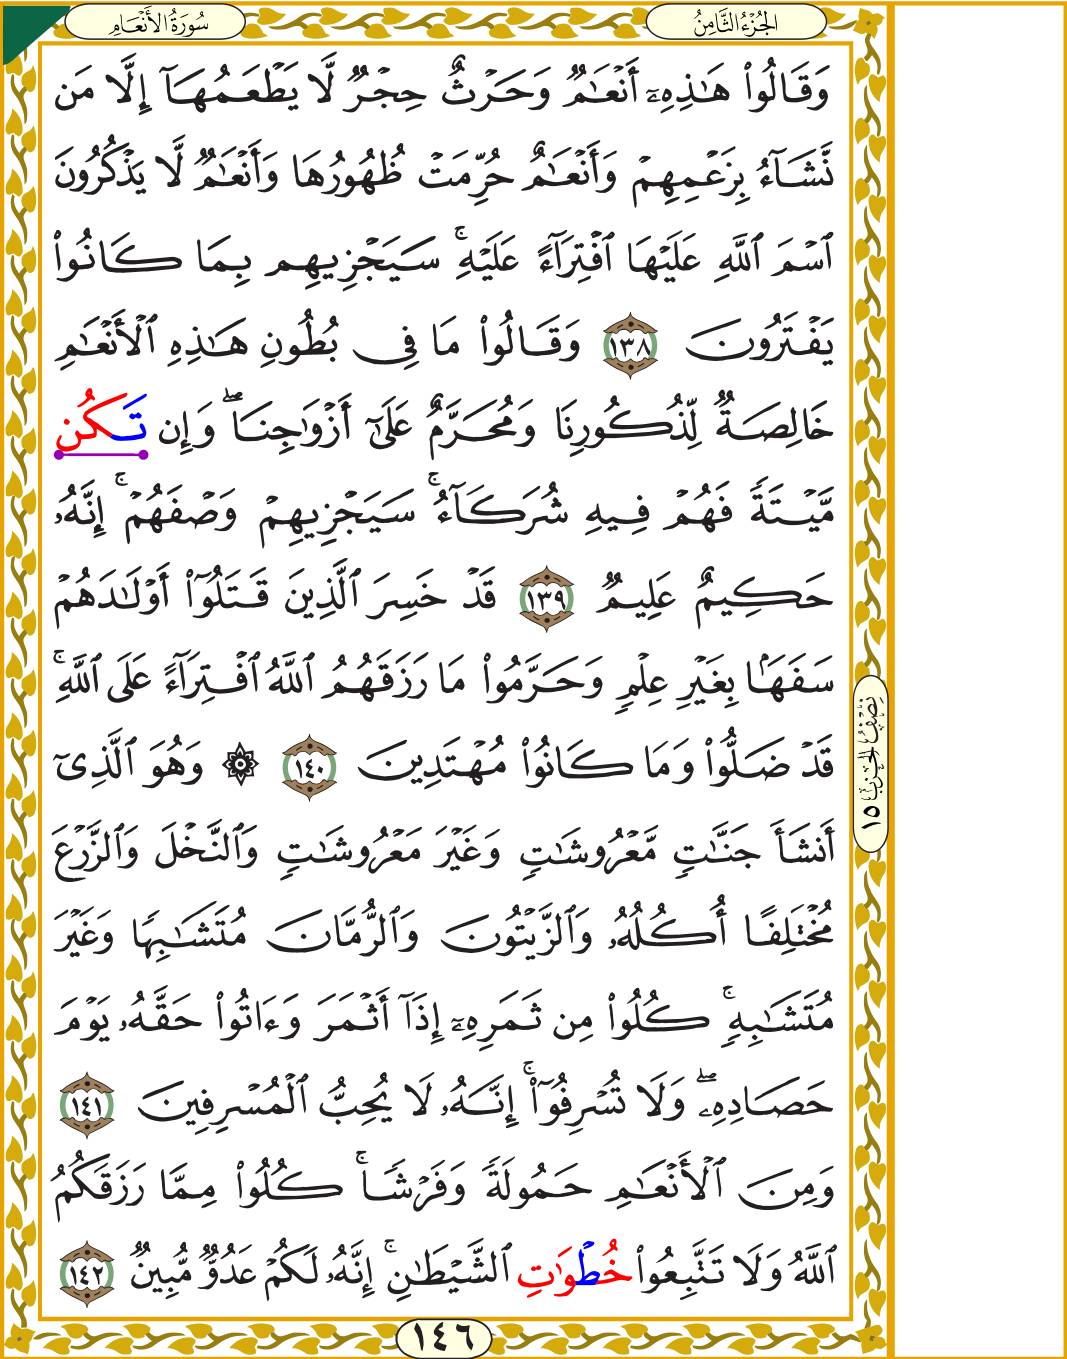 سُورَةُ الأَنْعَامِ
الجُزْءُ الثَّامِنُ
وَقَالُوا۟ هَـٰذِهِۦٓ أَنْعَـٰمٌۭ وَحَرْثٌ حِجْرٌۭ لَّا يَطْعَمُهَآ إِلَّا مَن
نَّشَآءُ بِزَعْمِهِمْ وَأَنْعَـٰمٌ حُرِّمَتْ ظُهُورُهَا وَأَنْعَـٰمٌۭ لَّا يَذْكُرُونَ
ٱسْمَ ٱللَّهِ عَلَيْهَا ٱفْتِرَآءً عَلَيْهِ ۚ سَيَجْزِيهِم بِمَا كَانُوا۟
يَفْتَرُونَ ١٣٨ وَقَالُوا۟ مَا فِى بُطُونِ هَـٰذِهِ ٱلْأَنْعَـٰمِ
خَالِصَةٌۭ لِّذُكُورِنَا وَمُحَرَّمٌ عَلَىٰٓ أَزْوَٰجِنَا ۖ وَإِن تَكُن
مَّيْتَةًۭ فَهُمْ فِيهِ شُرَكَآءُ ۚ سَيَجْزِيهِمْ وَصْفَهُمْ ۚ إِنَّهُۥ
حَكِيمٌ عَلِيمٌۭ ١٣٩ قَدْ خَسِرَ ٱلَّذِينَ قَتَلُوٓا۟ أَوْلَـٰدَهُمْ
سَفَهَۢا بِغَيْرِ عِلْمٍۢ وَحَرَّمُوا۟ مَا رَزَقَهُمُ ٱللَّهُ ٱفْتِرَآءً عَلَى ٱللَّهِ ۚ
قَدْ ضَلُّوا۟ وَمَا كَانُوا۟ مُهْتَدِينَ ١٤٠ ۞ وَهُوَ ٱلَّذِىٓ
أَنشَأَ جَنَّـٰتٍۢ مَّعْرُوشَـٰتٍۢ وَغَيْرَ مَعْرُوشَـٰتٍۢ وَٱلنَّخْلَ وَٱلزَّرْعَ
مُخْتَلِفًا أُكُلُهُۥ وَٱلزَّيْتُونَ وَٱلرُّمَّانَ مُتَشَـٰبِهًۭا وَغَيْرَ
مُتَشَـٰبِهٍۢ ۚ كُلُوا۟ مِن ثَمَرِهِۦٓ إِذَآ أَثْمَرَ وَءَاتُوا۟ حَقَّهُۥ يَوْمَ
حَصَادِهِۦ ۖ وَلَا تُسْرِفُوٓا۟ ۚ إِنَّهُۥ لَا يُحِبُّ ٱلْمُسْرِفِينَ ١٤١
وَمِنَ ٱلْأَنْعَـٰمِ حَمُولَةًۭ وَفَرْشًۭا ۚ كُلُوا۟ مِمَّا رَزَقَكُمُ
ٱللَّهُ وَلَا تَتَّبِعُوا۟ خُطْوَٰتِ ٱلشَّيْطَـٰنِ ۚ إِنَّهُۥ لَكُمْ عَدُوٌّۭ مُّبِينٌۭ ١٤٢
نِصْفُ الحِزْبِ ١٥
١٤٦